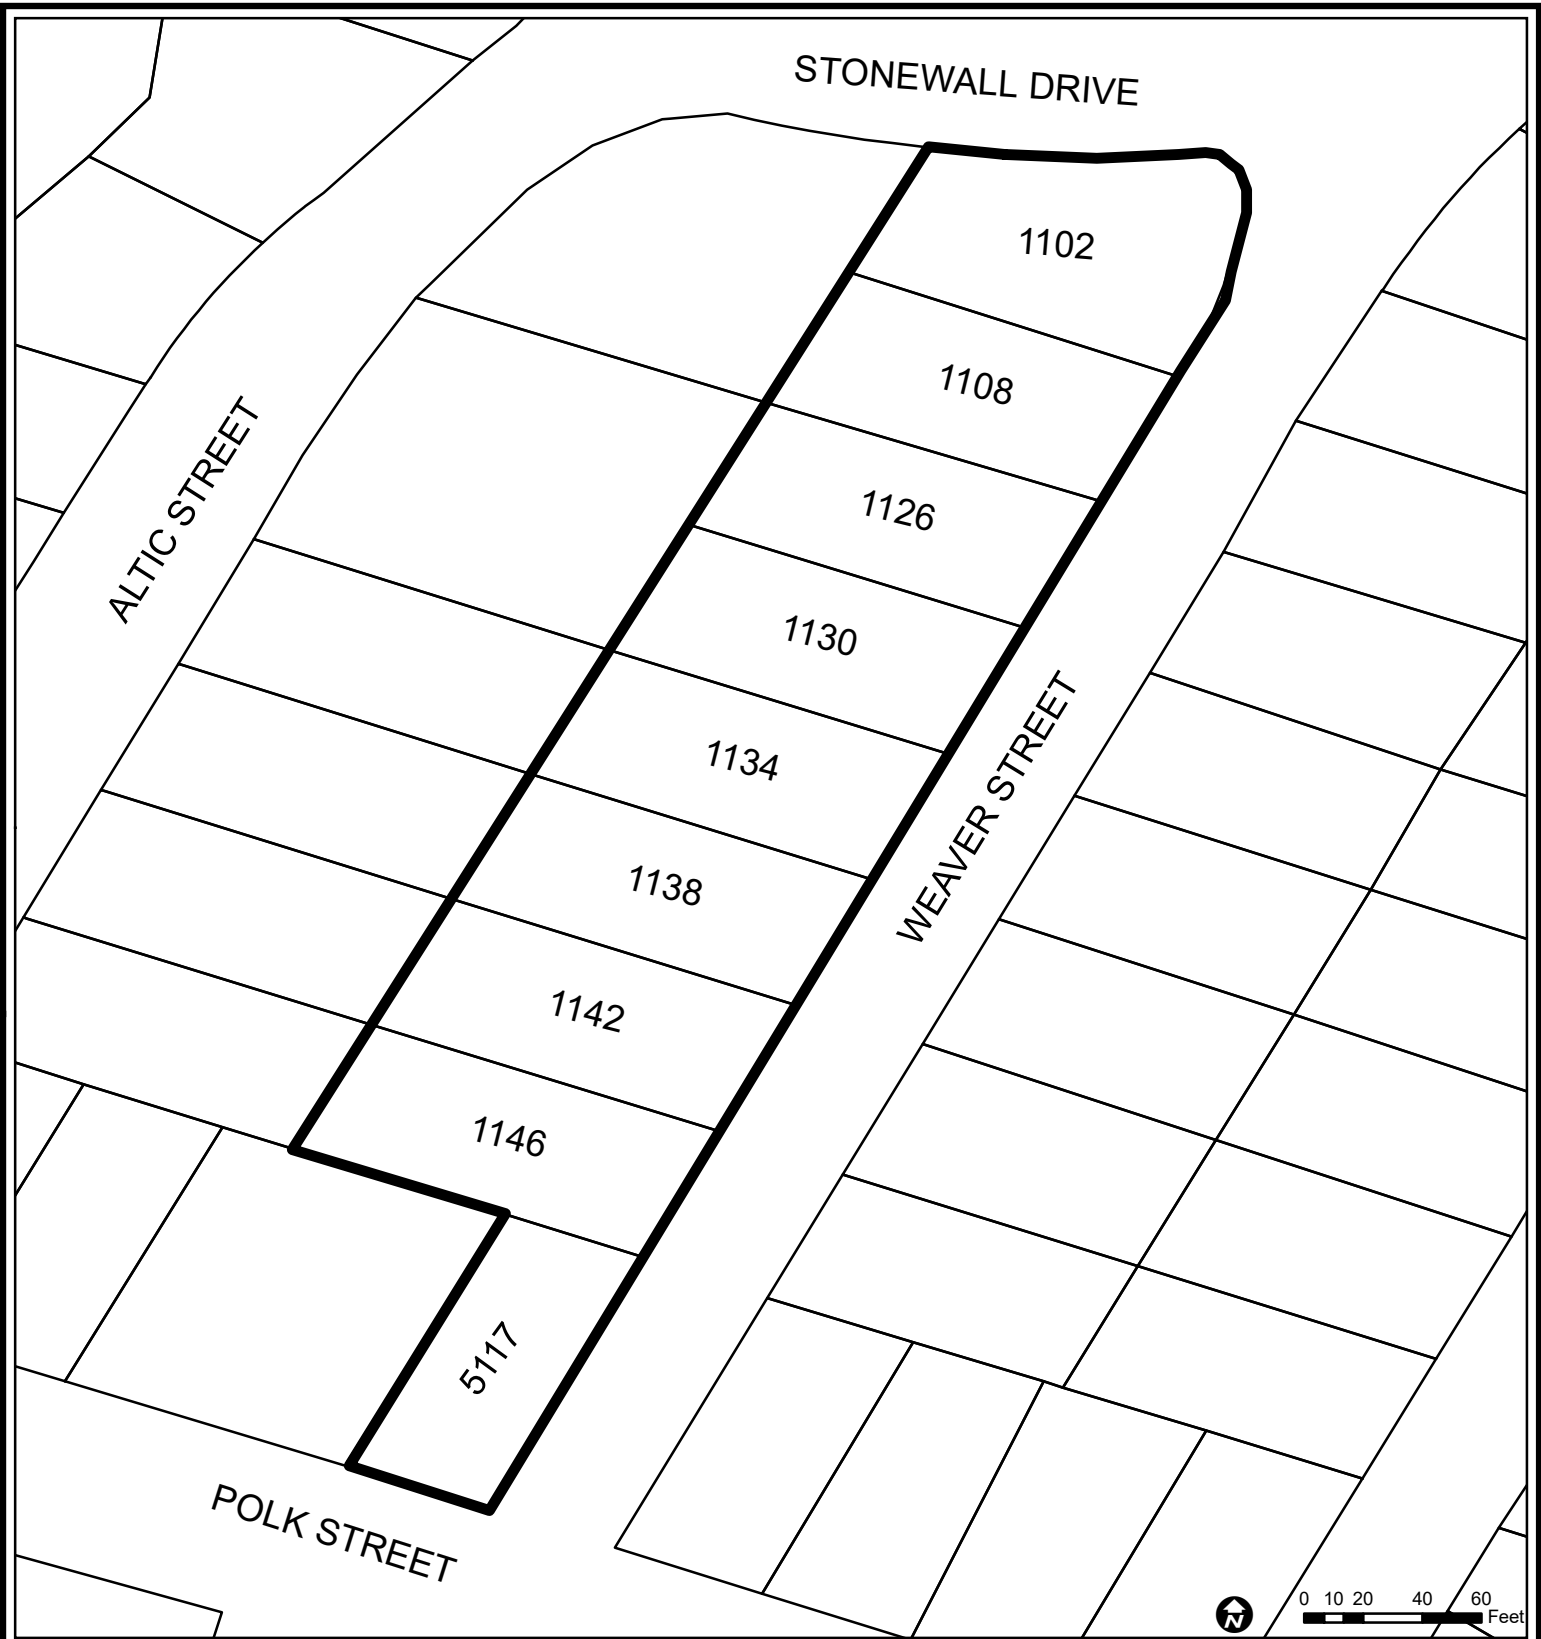 STONEWALL DRIVE
1102
1108
ALTIC STREET
1126
1130
1134
WEAVER STREET
1138
1142
1146
5117
POLK STREET
N
0 10 20 40 60
Feet